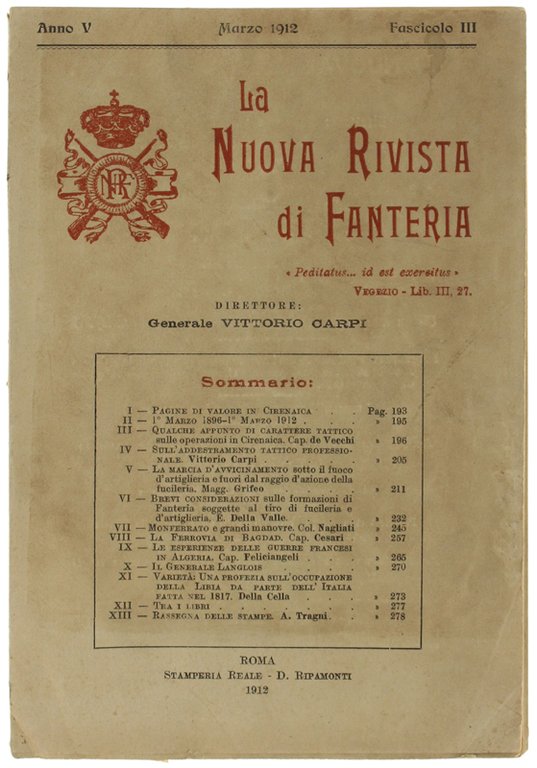 Anno V Marzo 1912 Fascicolo III
La
NUOVA RIVISTA
di FANTERIA
NRF
« Peditatus... id est exercitus »
VEGEZIO - Lib. III, 27.
DIRETTORE:
Generale VITTORIO CARPI
Sommario:
I — PAGINE DI VALORE IN CIRENAICA . . Pag. 193
II — 1° MARZO 1896-1° MARZO 1912 . . . » 195
III — QUALCHE APPUNTO DI CARATTERE TATTICO
sulle operazioni in Cirenaica. Cap. de Vecchi » 196
IV — SULL'ADDESTRAMENTO TATTICO PROFESSIO-
NALE. Vittorio Carpi . . . . . . » 205
V — LA MARCIA D'AVVICINAMENTO sotto il fuoco
d'artiglieria e fuori dal raggio d'azione della
fucileria. Magg. Grifeo . . . . » 211
VI — BREVI CONSIDERAZIONI sulle formazioni di
Fanteria soggette al tiro di fucileria e
d'artiglieria. E. Della Valle. . . . » 232
VII — MONFERRATO e grandi manovre. Col. Nagliati » 245
VIII — LA FERROVIA DI BAGDAD. Cap. Cesari . » 257
IX — LE ESPERIENZE DELLE GUERRE FRANCESI
IN ALGERIA. Cap. Feliciangeli . . . » 265
X — IL GENERALE LANGLOIS . . . . » 270
XI — VARIETÀ: UNA PROFEZIA SULL'OCCUPAZIONE
DELLA LIBIA DA PARTE DELL'ITALIA
FATTA NEL 1817. Della Cella . . . » 273
XII — TRA I LIBRI . . . . . . . » 277
XIII — RASSEGNA DELLE STAMPE. A. Tragni. . » 278
ROMA
STAMPERIA REALE - D. RIPAMONTI
1912